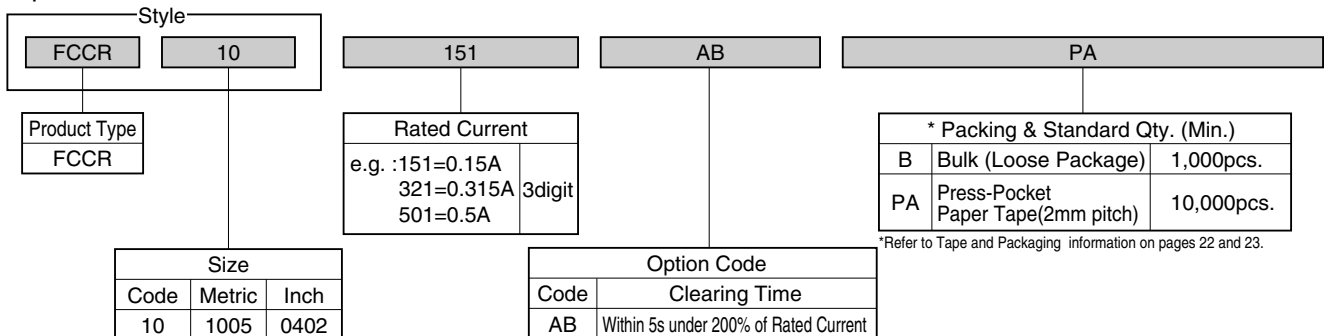 Style
FCCR 10 151 AB PA
Product Type
FCCR
Rated Current
e.g. :151=0.15A
321=0.315A
501=0.5A
3digit
* Packing & Standard Qty. (Min.)
B Bulk (Loose Package) 1,000pcs.
PA Press-Pocket
Paper Tape(2mm pitch) 10,000pcs.
*Refer to Tape and Packaging information on pages 22 and 23.
Size
Code Metric Inch
10 1005 0402
Option Code
Code Clearing Time
AB Within 5s under 200% of Rated Current